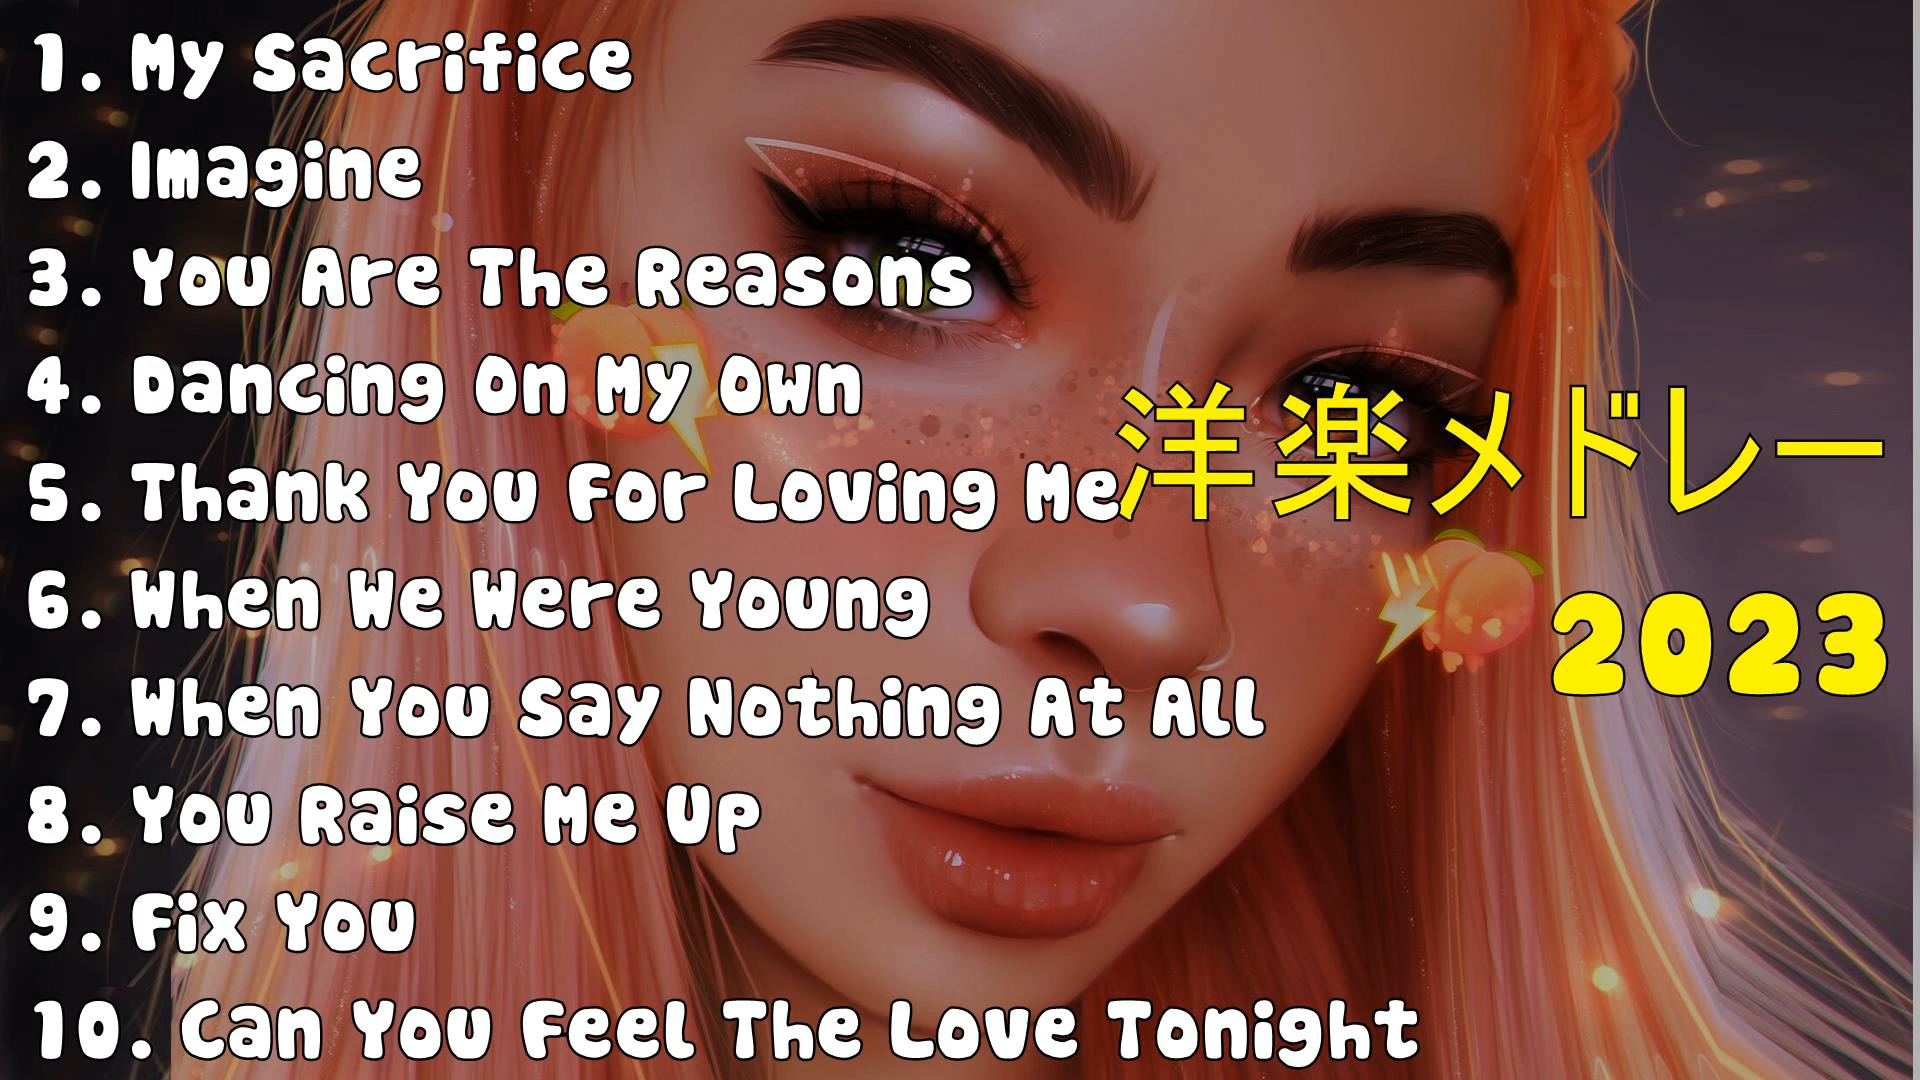 1. My Sacrifice
2. Imagine
3. You Are The Reasons
4. Dancing On My Own
5. Thank You For Loving Me
6. When We Were Young
7. When You Say Nothing At All
8. You Raise Me Up
9. Fix You
10. Can You Feel The Love Tonight
洋楽メドレー
2023